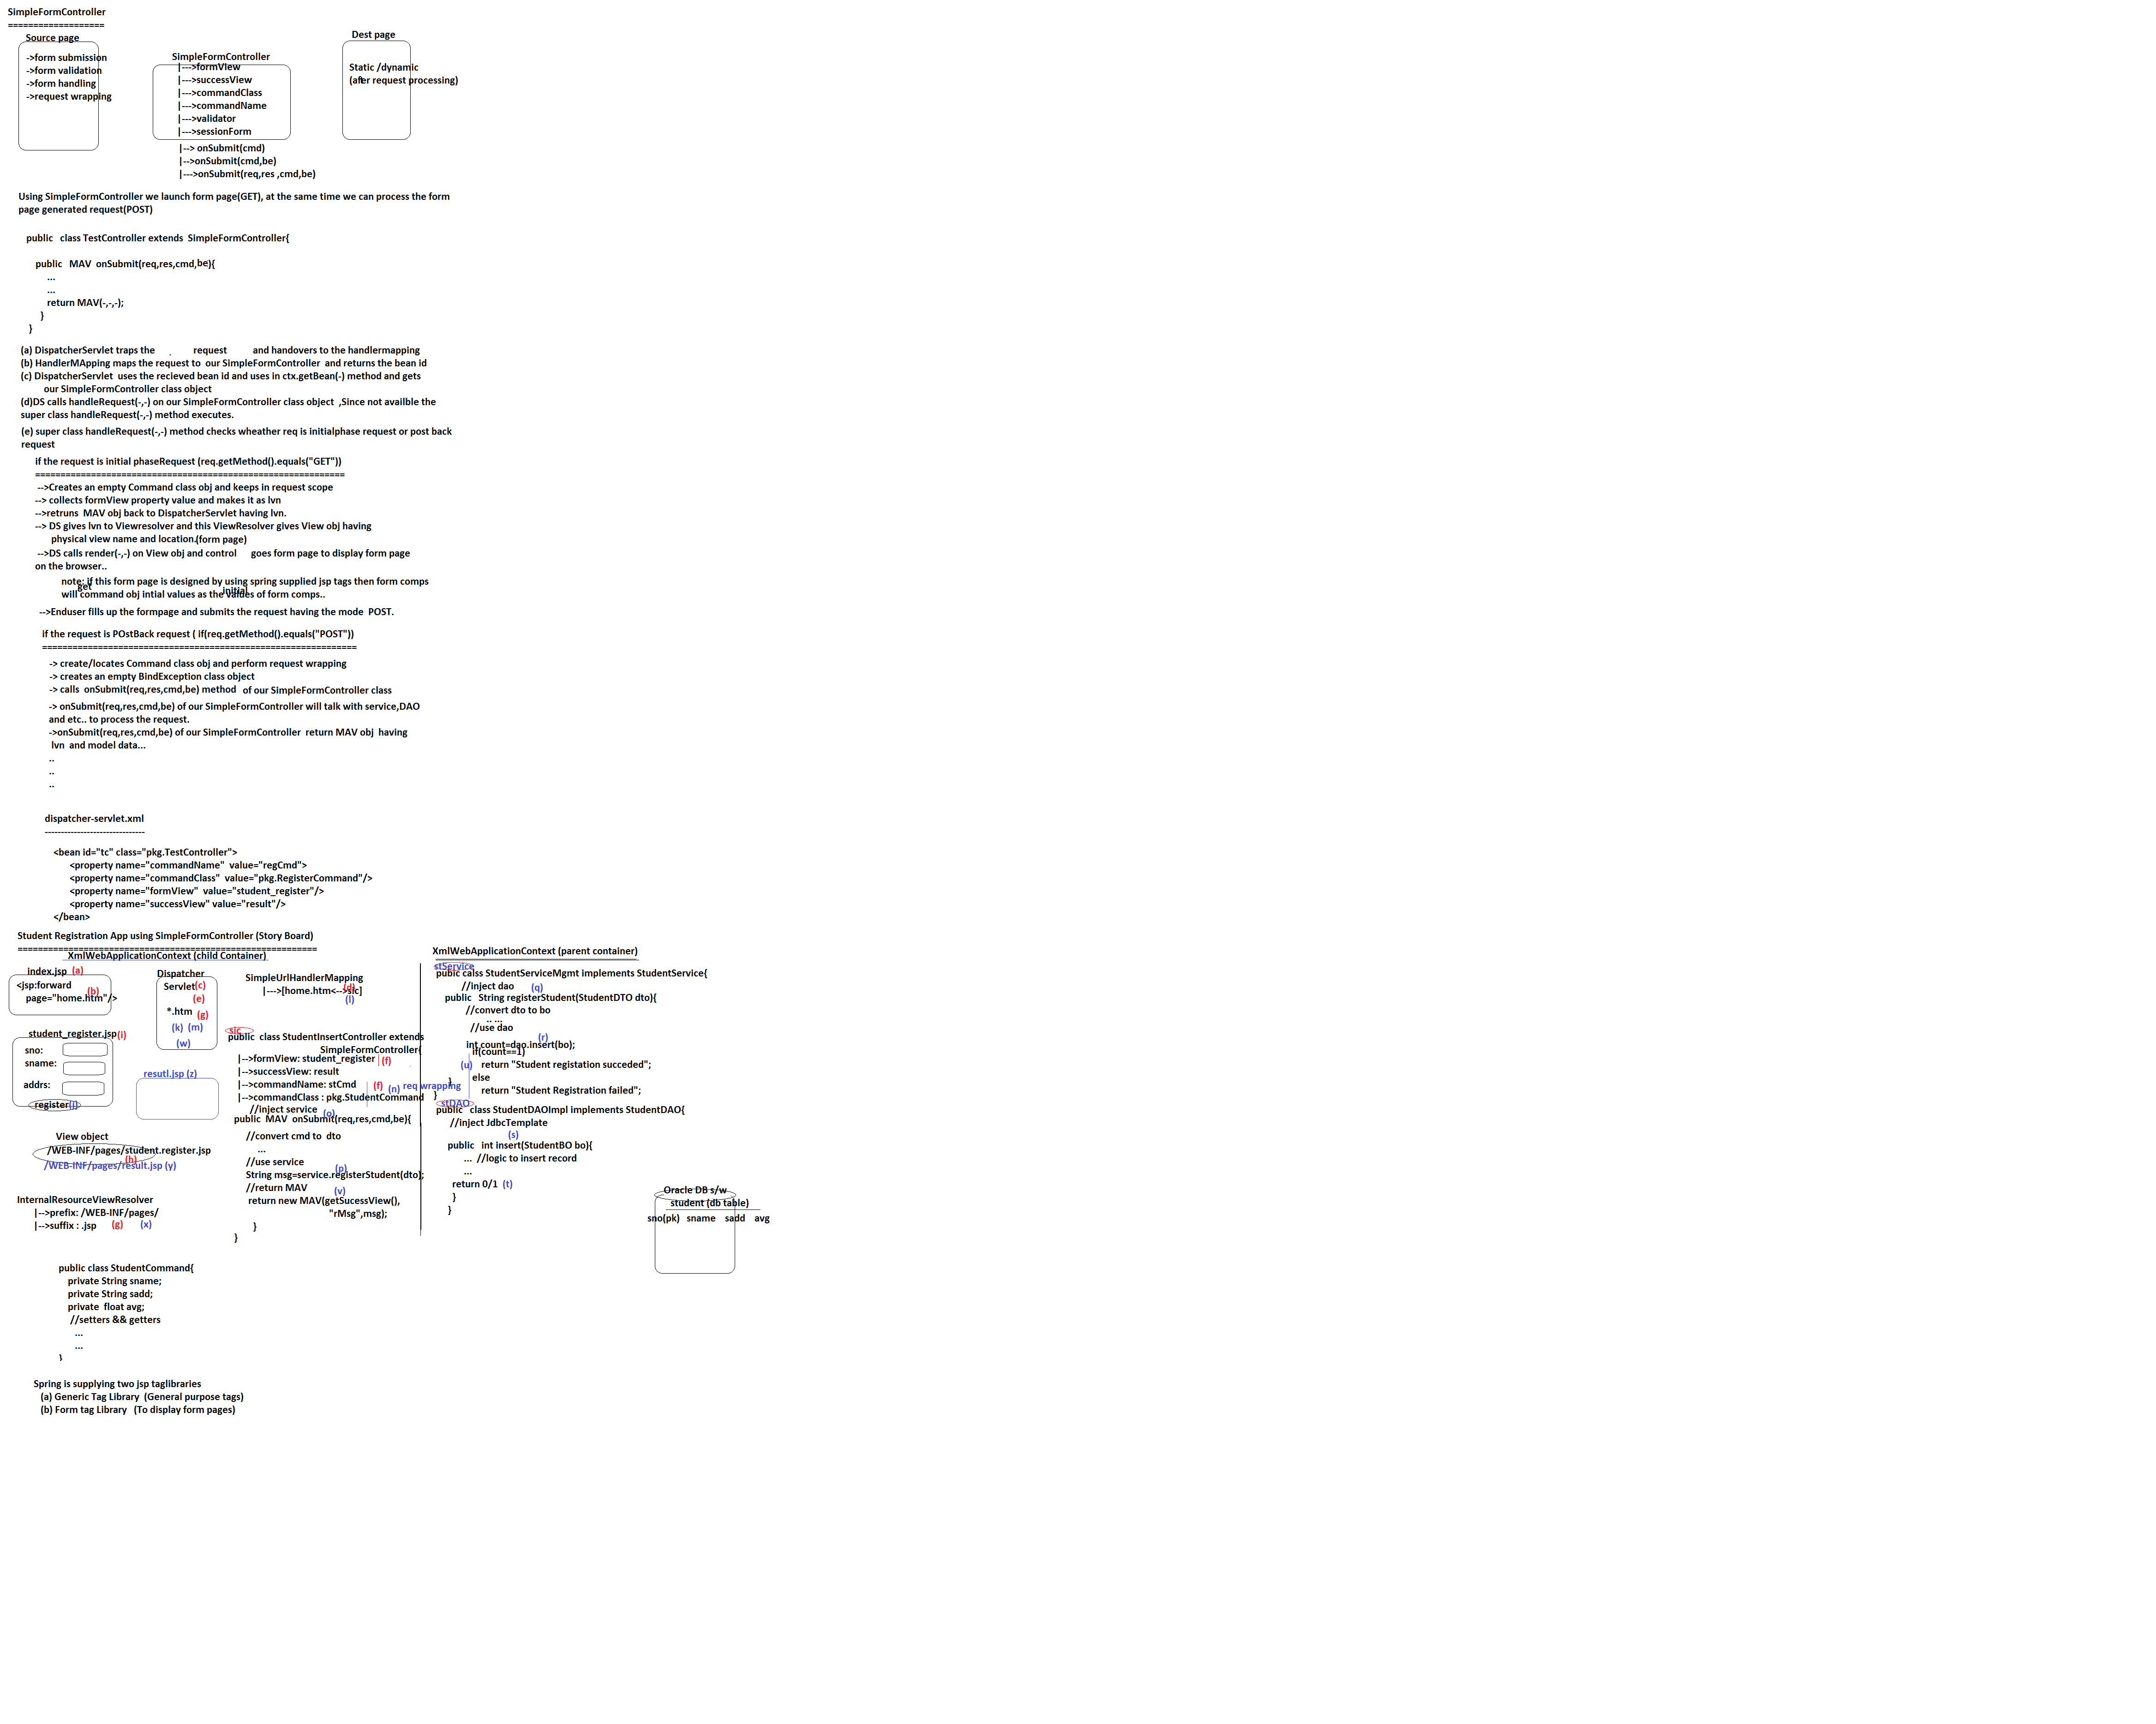 SimpleFormController
===================
Source page
->form submission
->form validation
->form handling
->request wrapping
SimpleFormController
|--->formView
|--->successView
|--->commandClass
|--->commandName
|--->validator
|--->sessionForm
|--> onSubmit(cmd)
|-->onSubmit(cmd,be)
|--->onSubmit(req,res ,cmd,be)
Dest page
Static /dynamic
(after request processing)
Using SimpleFormController we launch form page(GET), at the same time we can process the form
page generated request(POST)
public class TestController extends SimpleFormController{
public MAV onSubmit(req,res,cmd,be){
...
...
return MAV(-,-,-);
}
}
(a) DispatcherServlet traps the . request and handovers to the handlermapping
(b) HandlerMApping maps the request to our SimpleFormController and returns the bean id
(c) DispatcherServlet uses the recieved bean id and uses in ctx.getBean(-) method and gets
our SimpleFormController class object
(d)DS calls handleRequest(-,-) on our SimpleFormController class object ,Since not availble the
super class handleRequest(-,-) method executes.
(e) super class handleRequest(-,-) method checks wheather req is initialphase request or post back
request
if the request is initial phaseRequest (req.getMethod().equals("GET"))
=============================================================
-->Creates an empty Command class obj and keeps in request scope
--> collects formView property value and makes it as lvn
-->retruns MAV obj back to DispatcherServlet having lvn.
--> DS gives lvn to Viewresolver and this ViewResolver gives View obj having
physical view name and location.(form page)
-->DS calls render(-,-) on View obj and control goes form page to display form page
on the browser..
note: if this form page is designed by using spring supplied jsp tags then form comps
get initial
will command obj intial values as the values of form comps..
-->Enduser fills up the formpage and submits the request having the mode POST.
if the request is POstBack request ( if(req.getMethod().equals("POST"))
==============================================================
-> create/locates Command class obj and perform request wrapping
-> creates an empty BindException class object
-> calls onSubmit(req,res,cmd,be) method of our SimpleFormController class
-> onSubmit(req,res,cmd,be) of our SimpleFormController will talk with service,DAO
and etc.. to process the request.
->onSubmit(req,res,cmd,be) of our SimpleFormController return MAV obj having
lvn and model data...
..
..
..
dispatcher-servlet.xml
-------------------------------
<bean id="tc" class="pkg.TestController">
<property name="commandName" value="regCmd">
<property name="commandClass" value="pkg.RegisterCommand"/>
<property name="formView" value="student_register"/>
<property name="successView" value="result"/>
</bean>
Student Registration App using SimpleFormController (Story Board)
===========================================================
XmlWebApplicationContext (child Container)
index.jsp (a)
<jsp:forward (b)
page="home.htm"/>
Dispatcher
Servlet(c)
(e)
*.htm (g)
(k) (m)
(w)
SimpleUrlHandlerMapping
|--->[home.htm<-->sic]
(d)
(l)
student_register.jsp(i)
sno:
sname:
addrs:
register(j)
resutl.jsp (z)
sic
public class StudentInsertController extends
SimpleFormController{
|-->formView: student_register (f)
|-->successView: result
|-->commandName: stCmd (f) (n) req wrapping
|-->commandClass : pkg.StudentCommand
//inject service (o)
public MAV onSubmit(req,res,cmd,be){
//convert cmd to dto
...
//use service
(p)
String msg=service.registerStudent(dto);
//return MAV (v)
return new MAV(getSucessView(),
"rMsg",msg);
}
}
View object
/WEB-INF/pages/student.register.jsp
(h)
/WEB-INF/pages/result.jsp (y)
InternalResourceViewResolver
|-->prefix: /WEB-INF/pages/
|-->suffix : .jsp (g) (x)
XmlWebApplicationContext (parent container)
stService
public calss StudentServiceMgmt implements StudentService{
//inject dao (q)
public String registerStudent(StudentDTO dto){
//convert dto to bo
.. ...
//use dao
(r)
int count=dao.insert(bo);
if(count==1)
(u) return "Student registation succeded";
else
return "Student Registration failed";
}
}
stDAO
public class StudentDAOImpl implements StudentDAO{
//inject JdbcTemplate
(s)
public int insert(StudentBO bo){
... //logic to insert record
...
return 0/1 (t)
}
}
Oracle DB s/w
student (db table)
sno(pk) sname sadd avg
public class StudentCommand{
private String sname;
private String sadd;
private float avg;
//setters && getters
...
...
}
Spring is supplying two jsp taglibraries
(a) Generic Tag Library (General purpose tags)
(b) Form tag Library (To display form pages)